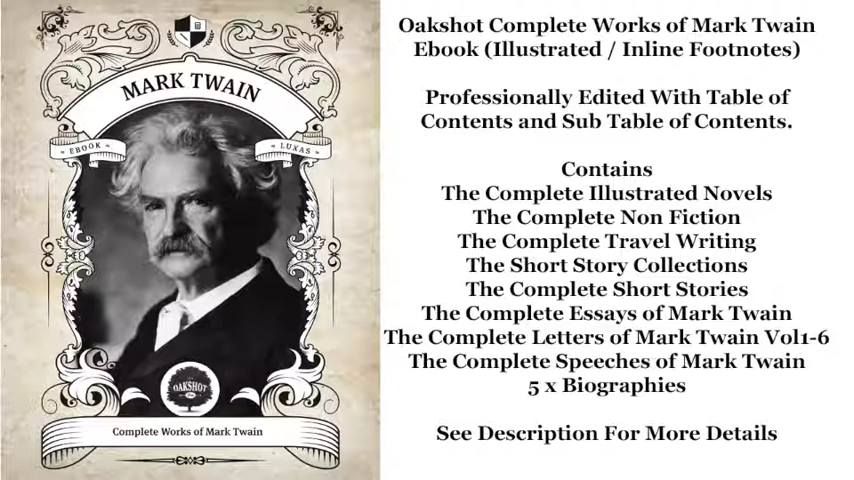 MARK TWAIN
EBOOK
LUXAS
OAKSHOT
Complete Works of Mark Twain
Oakshot Complete Works of Mark Twain
Ebook (Illustrated / Inline Footnotes)
Professionally Edited With Table of
Contents and Sub Table of Contents.
Contains
The Complete Illustrated Novels
The Complete Non Fiction
The Complete Travel Writing
The Short Story Collections
The Complete Short Stories
The Complete Essays of Mark Twain
The Complete Letters of Mark Twain Vol1-6
The Complete Speeches of Mark Twain
5 x Biographies
See Description For More Details